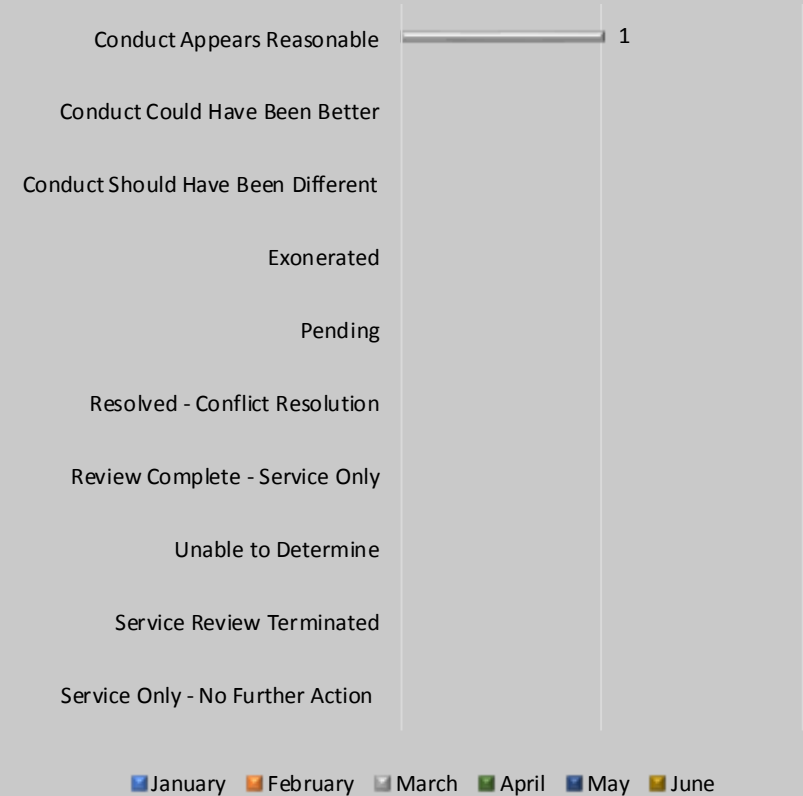 Conduct Appears Reasonable 1
Conduct Could Have Been Better
Conduct Should Have Been Different
Exonerated
Pending
Resolved - Conflict Resolution
Review Complete - Service Only
Unable to Determine
Service Review Terminated
Service Only - No Further Action
January February March April May June